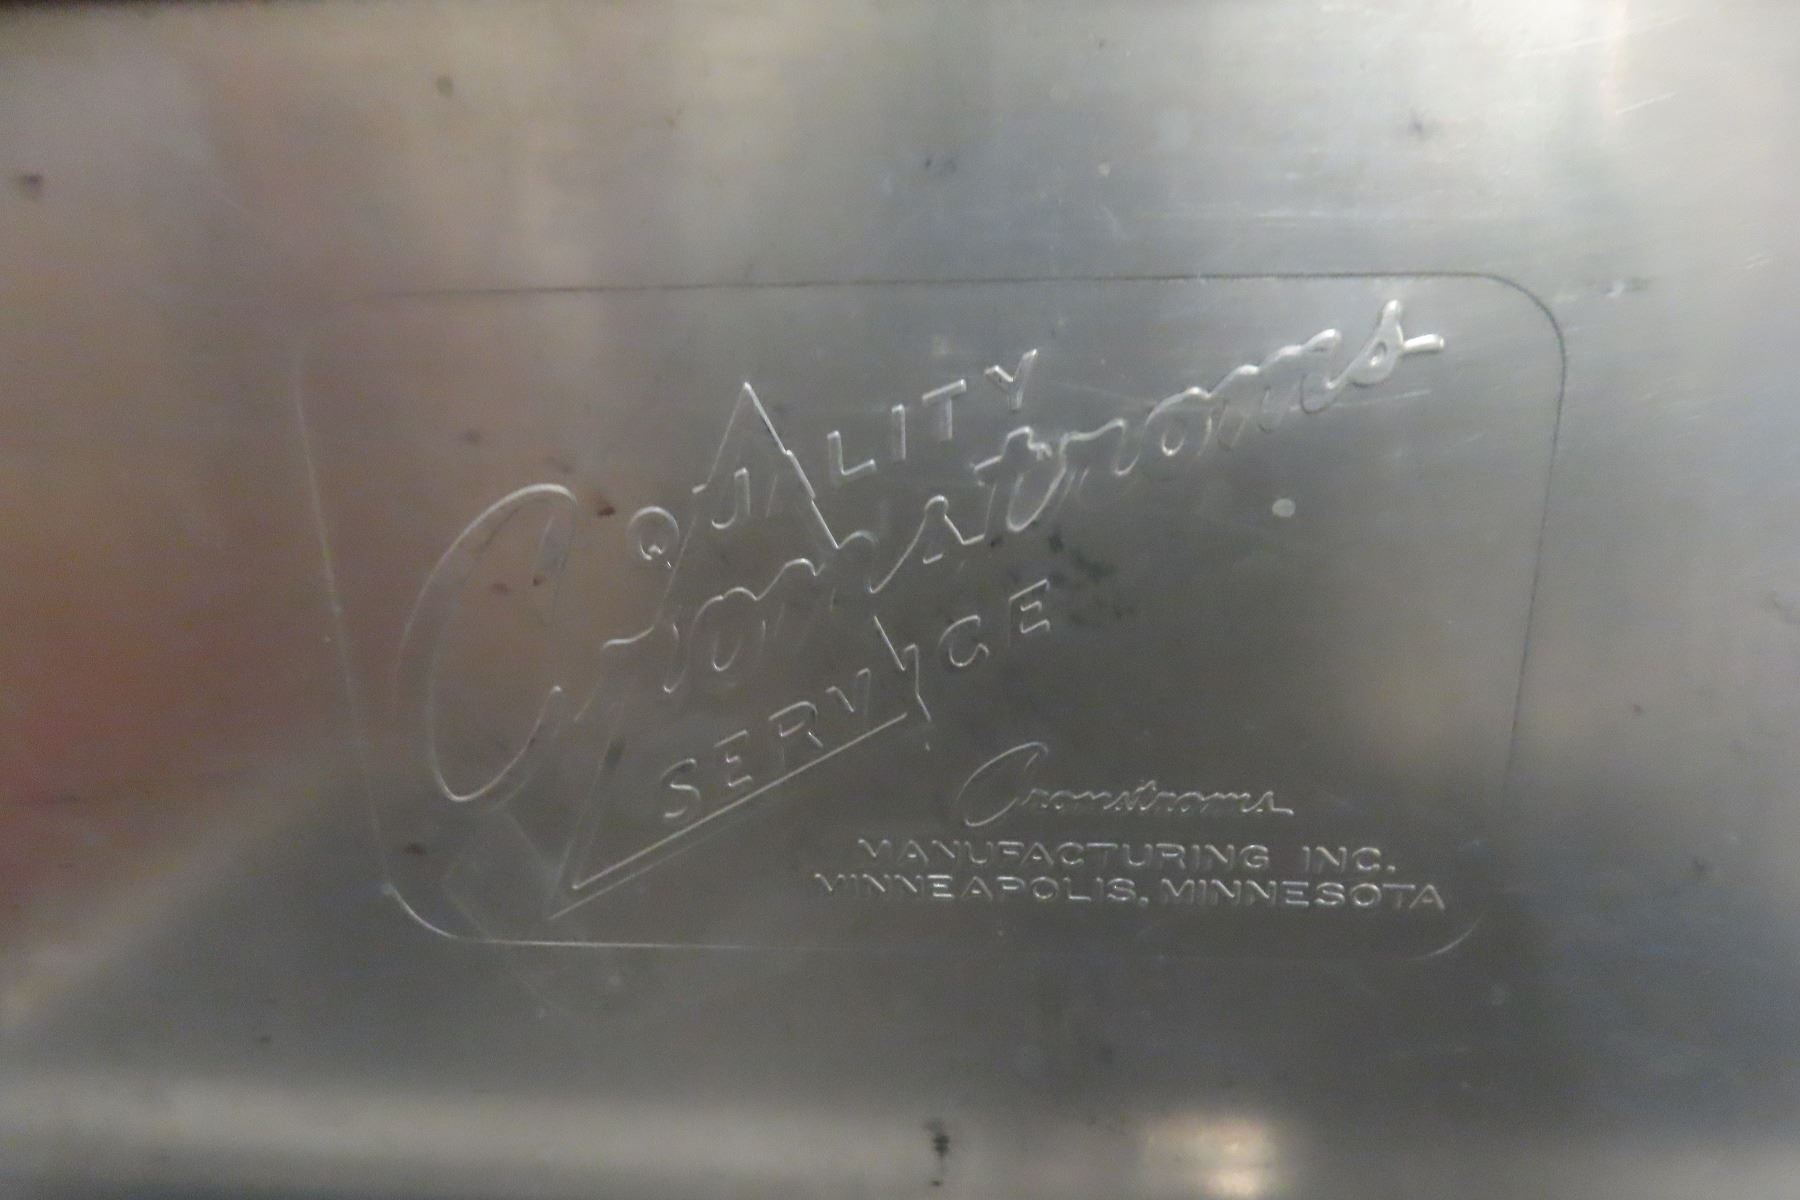 QUALITY
Cronstroms
SERVICE
Cronstroms
MANUFACTURING INC.
MINNEAPOLIS, MINNESOTA